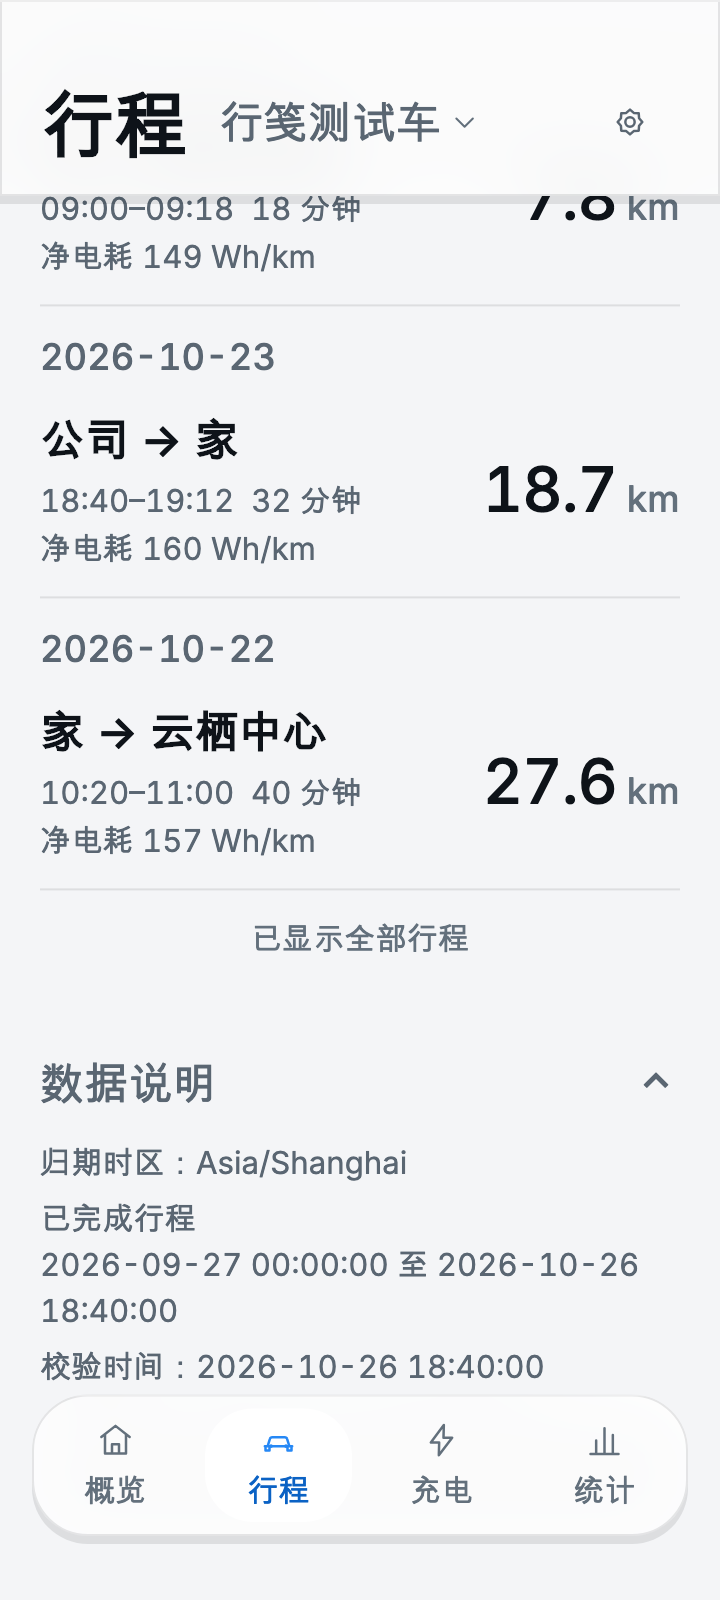 行程 行笺测试车
09:00–09:18 18 分钟
7.8 km
净电耗 149 Wh/km
2026-10-23
公司 → 家
18:40–19:12 32 分钟
18.7 km
净电耗 160 Wh/km
2026-10-22
家 → 云栖中心
10:20–11:00 40 分钟
27.6 km
净电耗 157 Wh/km
已显示全部行程
数据说明
归期时区：Asia/Shanghai
已完成行程
2026-09-27 00:00:00 至 2026-10-26
18:40:00
校验时间：2026-10-26 18:40:00
概览 行程 充电 统计